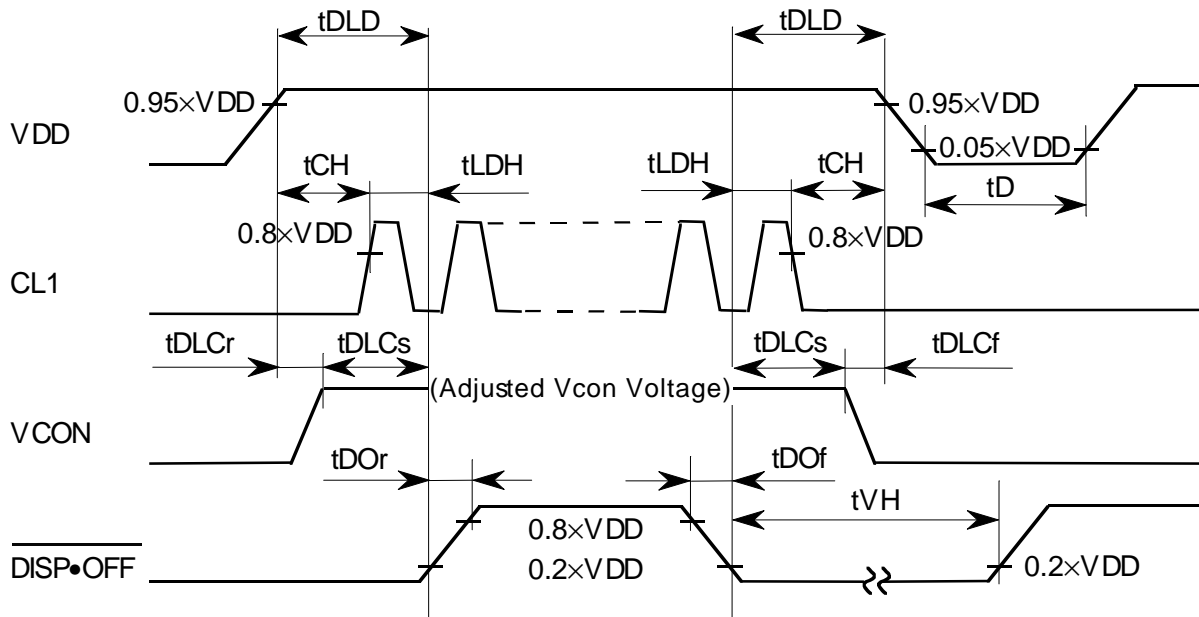 tDLD tDLD
0.95×VDD 0.95×VDD
VDD
0.05×VDD
tCH tLDH tLDH tCH
tD
0.8×VDD 0.8×VDD
CL1
tDLCr tDLCs tDLCs tDLCf
(Adjusted Vcon Voltage)
VCON
tDOr tDOf
tVH
0.8×VDD
DISP•OFF
0.2×VDD 0.2×VDD